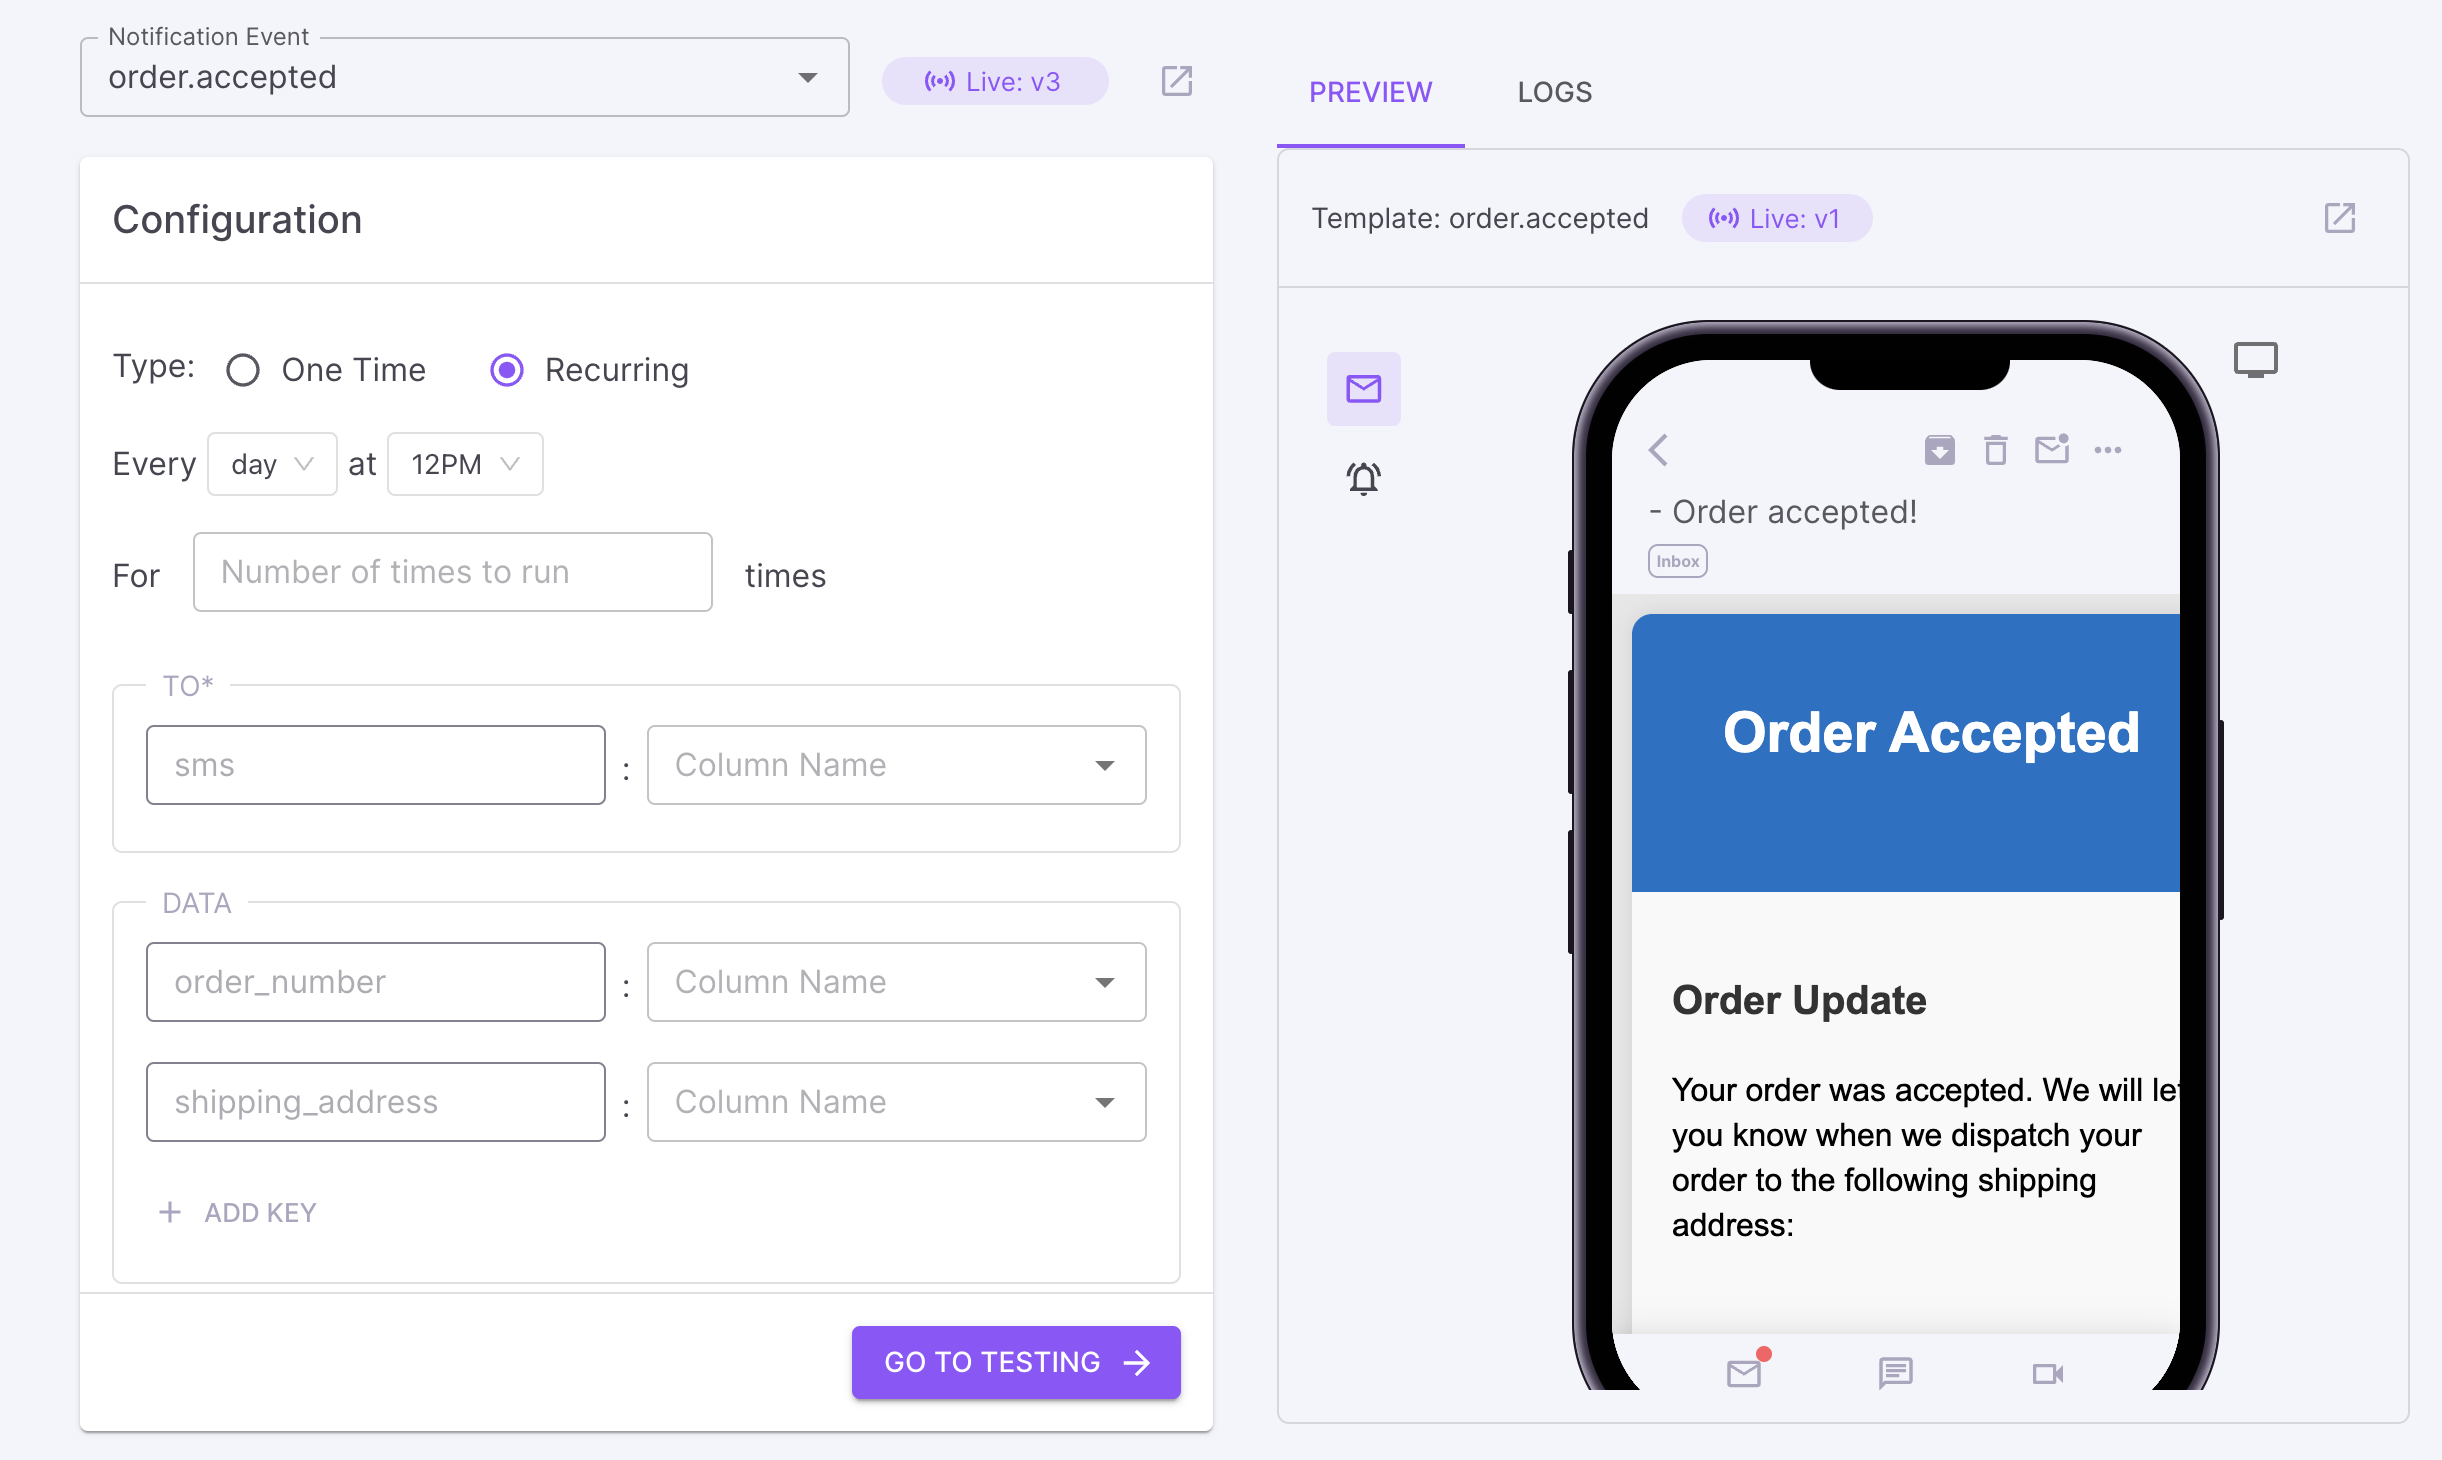 Notification Event
order.accepted
Live: v3
Configuration
Type:
One Time
Recurring
Every day at 12PM
For Number of times to run times
TO*
sms : Column Name
DATA
order_number : Column Name
shipping_address : Column Name
+ ADD KEY
GO TO TESTING
PREVIEW
LOGS
Template: order.accepted
Live: v1
- Order accepted!
Inbox
Order Accepted
Order Update
Your order was accepted. We will let
you know when we dispatch your
order to the following shipping
address: